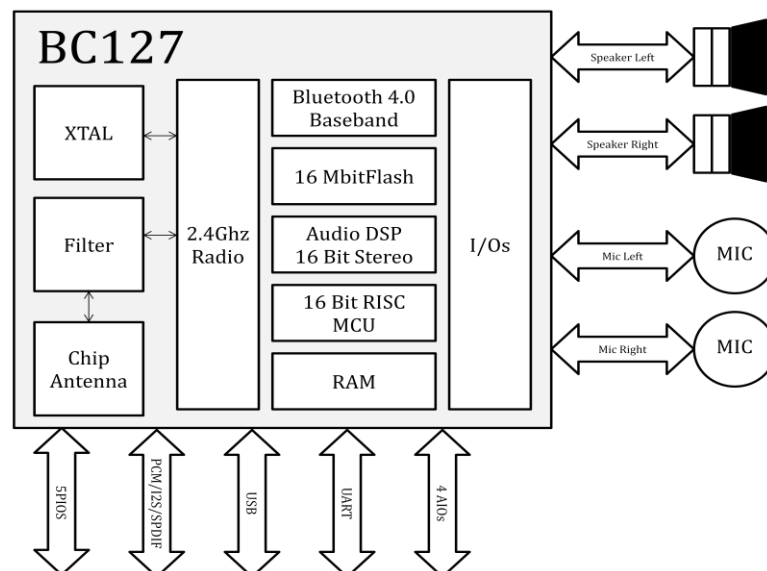 BC127
XTAL
Filter
Chip
Antenna
2.4Ghz
Radio
Bluetooth 4.0
Baseband
16 MbitFlash
Audio DSP
16 Bit Stereo
16 Bit RISC
MCU
RAM
I/Os
Speaker Left
Speaker Right
Mic Left
MIC
Mic Right
MIC
5PIOS
PCM/I2S/SPDIF
USB
UART
4 AIOs